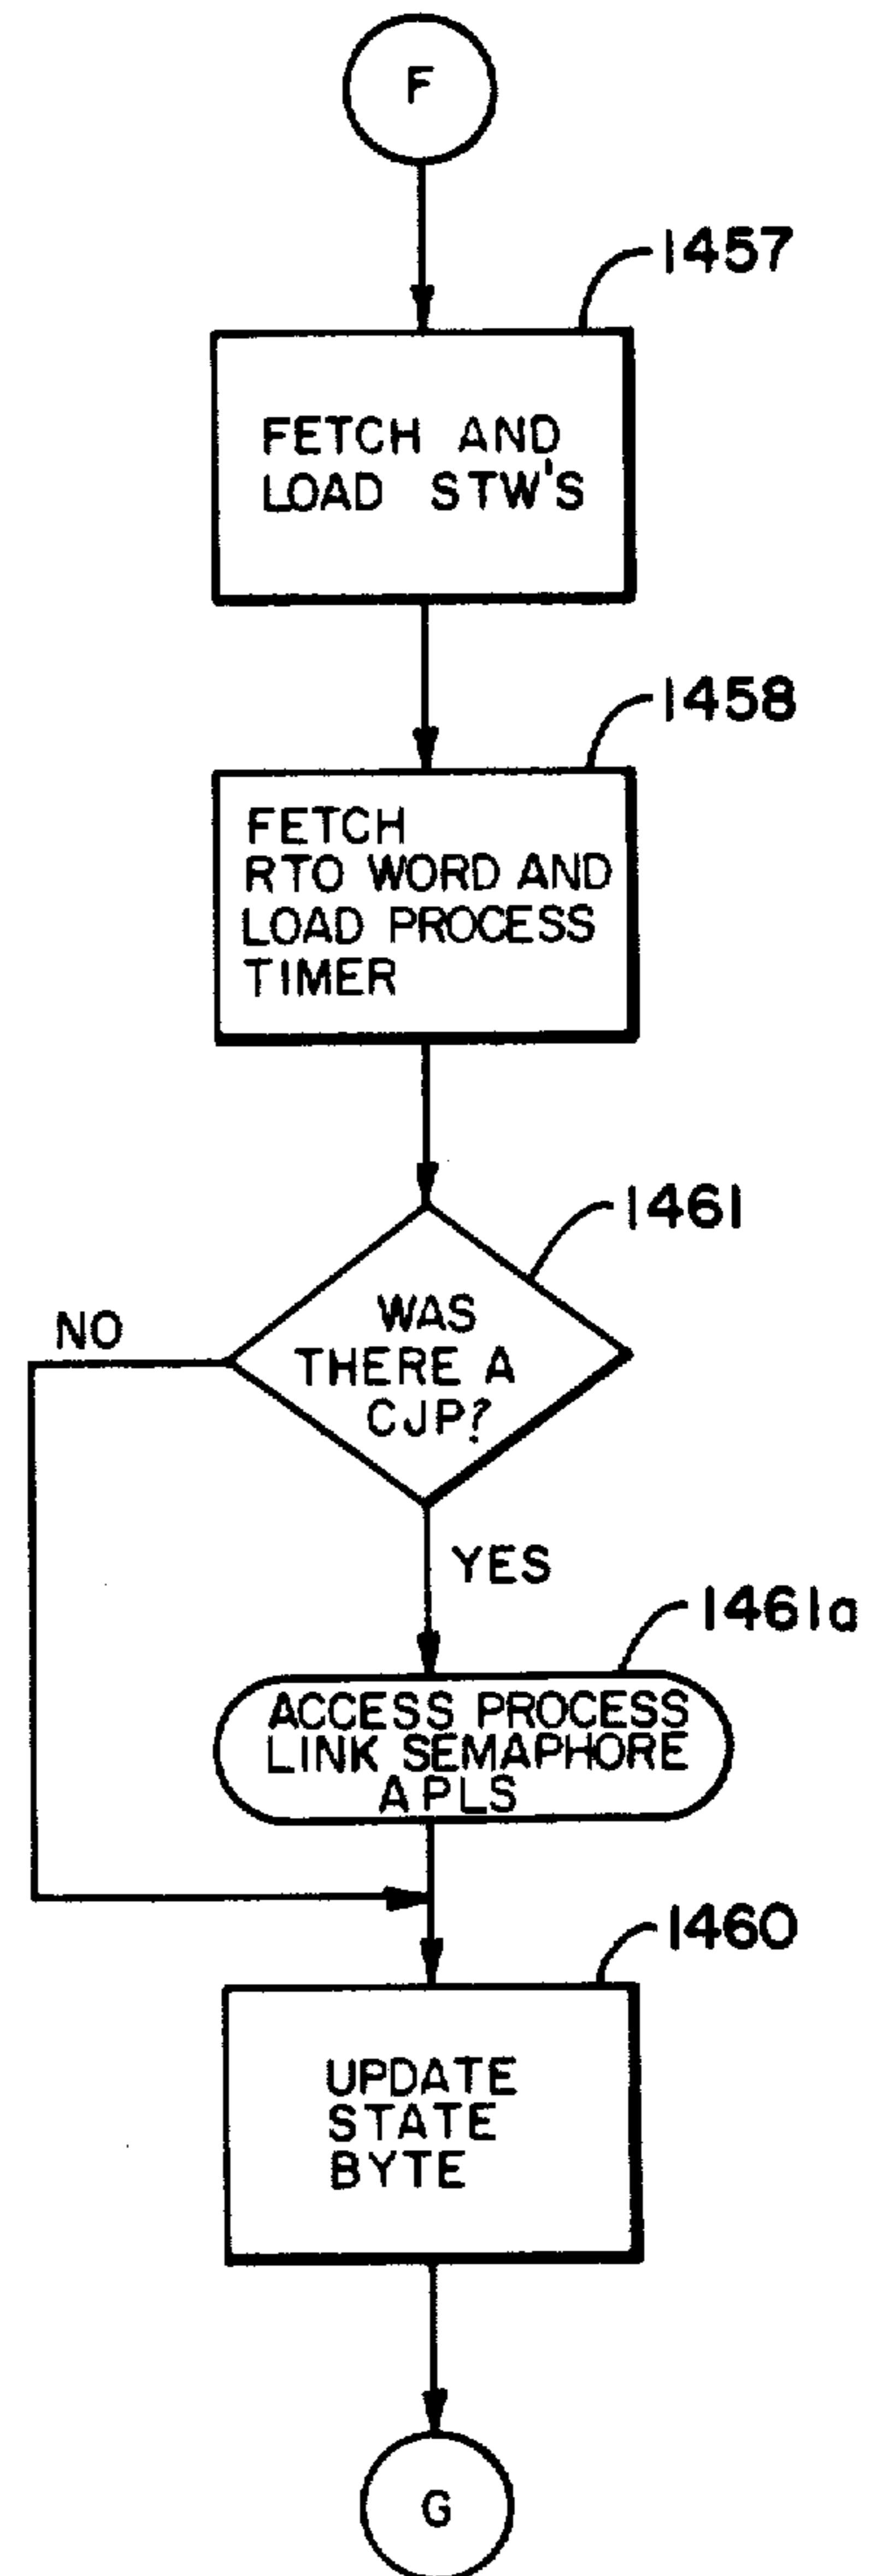 F
1457
FETCH AND
LOAD STW'S
1458
FETCH
RTO WORD AND
LOAD PROCESS
TIMER
1461
WAS
THERE A
CJP?
NO
YES
1461a
ACCESS PROCESS
LINK SEMAPHORE
APLS
1460
UPDATE
STATE
BYTE
G